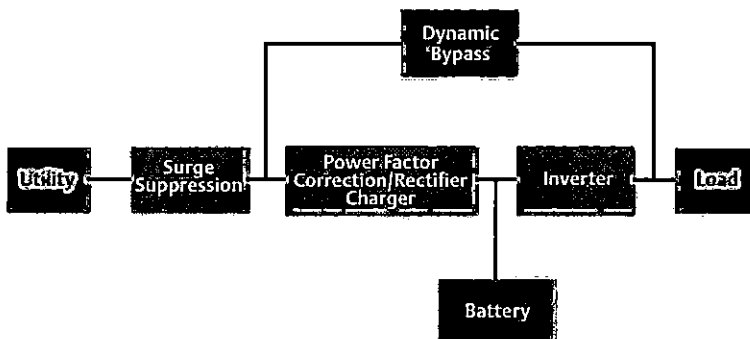 Dynamic
Bypass
Utility
Surge
Suppression
Power Factor
Correction/Rectifier
Charger
Inverter
Load
Battery